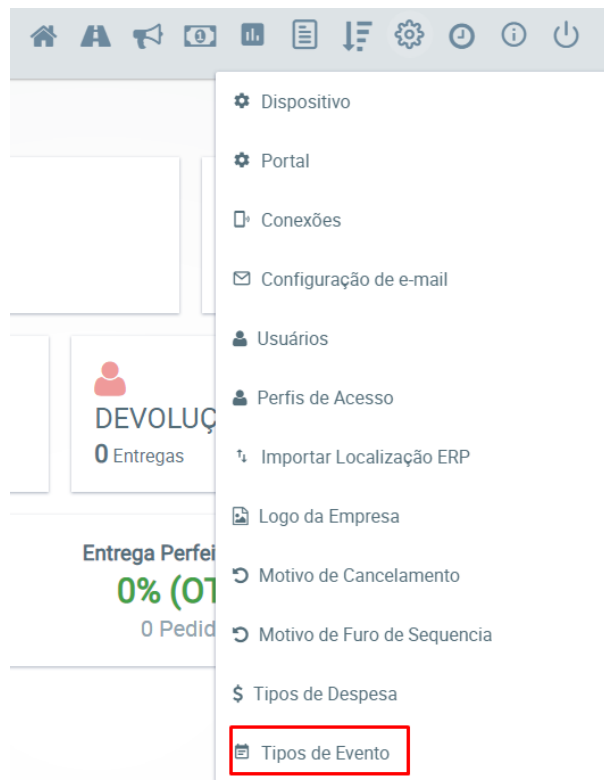 Dispositivo
Portal
Conexões
Configuração de e-mail
Usuários
Perfis de Acesso
Importar Localização ERP
Logo da Empresa
Motivo de Cancelamento
Motivo de Furo de Sequencia
$ Tipos de Despesa
Tipos de Evento
DEVOLUÇ
0 Entregas
Entrega Perfei
0% (OT
0 Pedid